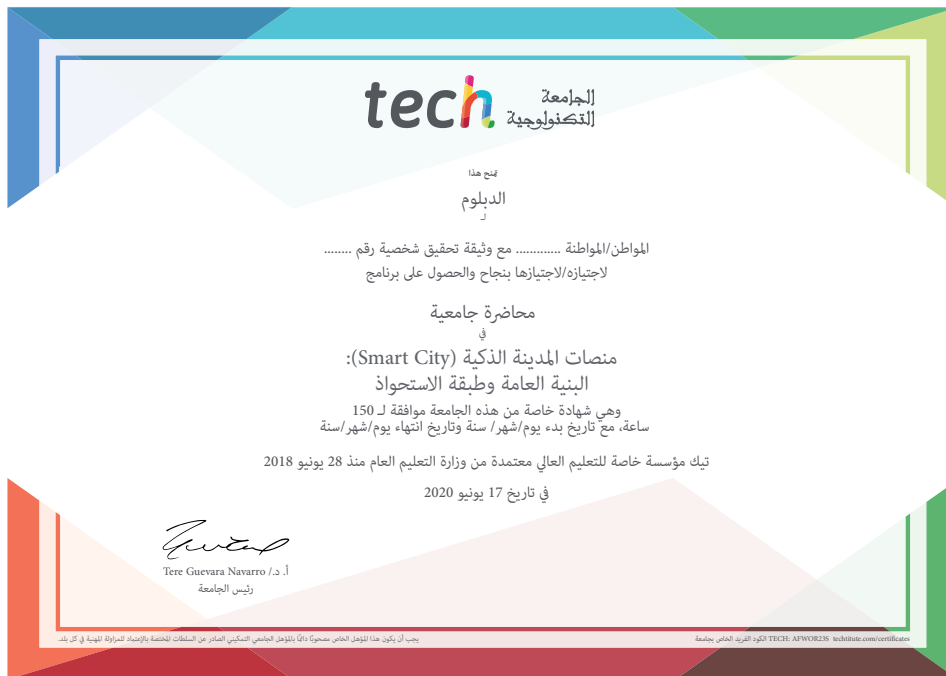 tech الجامعة
التكنولوجية
تمنح هذا
الدبلوم
لـ
المواطن/المواطنة ............. مع وثيقة تحقيق شخصية رقم ........
لاجتيازه/لاجتيازها بنجاح والحصول على برنامج
محاضرة جامعية
في
منصات المدينة الذكية (Smart City):
البنية العامة وطبقة الاستحواذ
وهي شهادة خاصة من هذه الجامعة موافقة لـ 150
ساعة، مع تاريخ بدء يوم/شهر/ سنة وتاريخ انتهاء يوم/شهر/سنة
تيك مؤسسة خاصة للتعليم العالي معتمدة من وزارة التعليم العام منذ 28 يونيو 2018
في تاريخ 17 يونيو 2020
أ. د./ Tere Guevara Navarro
رئيس الجامعة
يجب أن يكون هذا المؤهل الخاص مصحوبًا دائمًا بالمؤهل الجامعي التمكيني الصادر عن السلطات المختصة بالإعتماد للمزاولة المهنية في كل بلد.
الكود الفريد الخاص بجامعة TECH: AFWOR23S techtitute.com/certificates